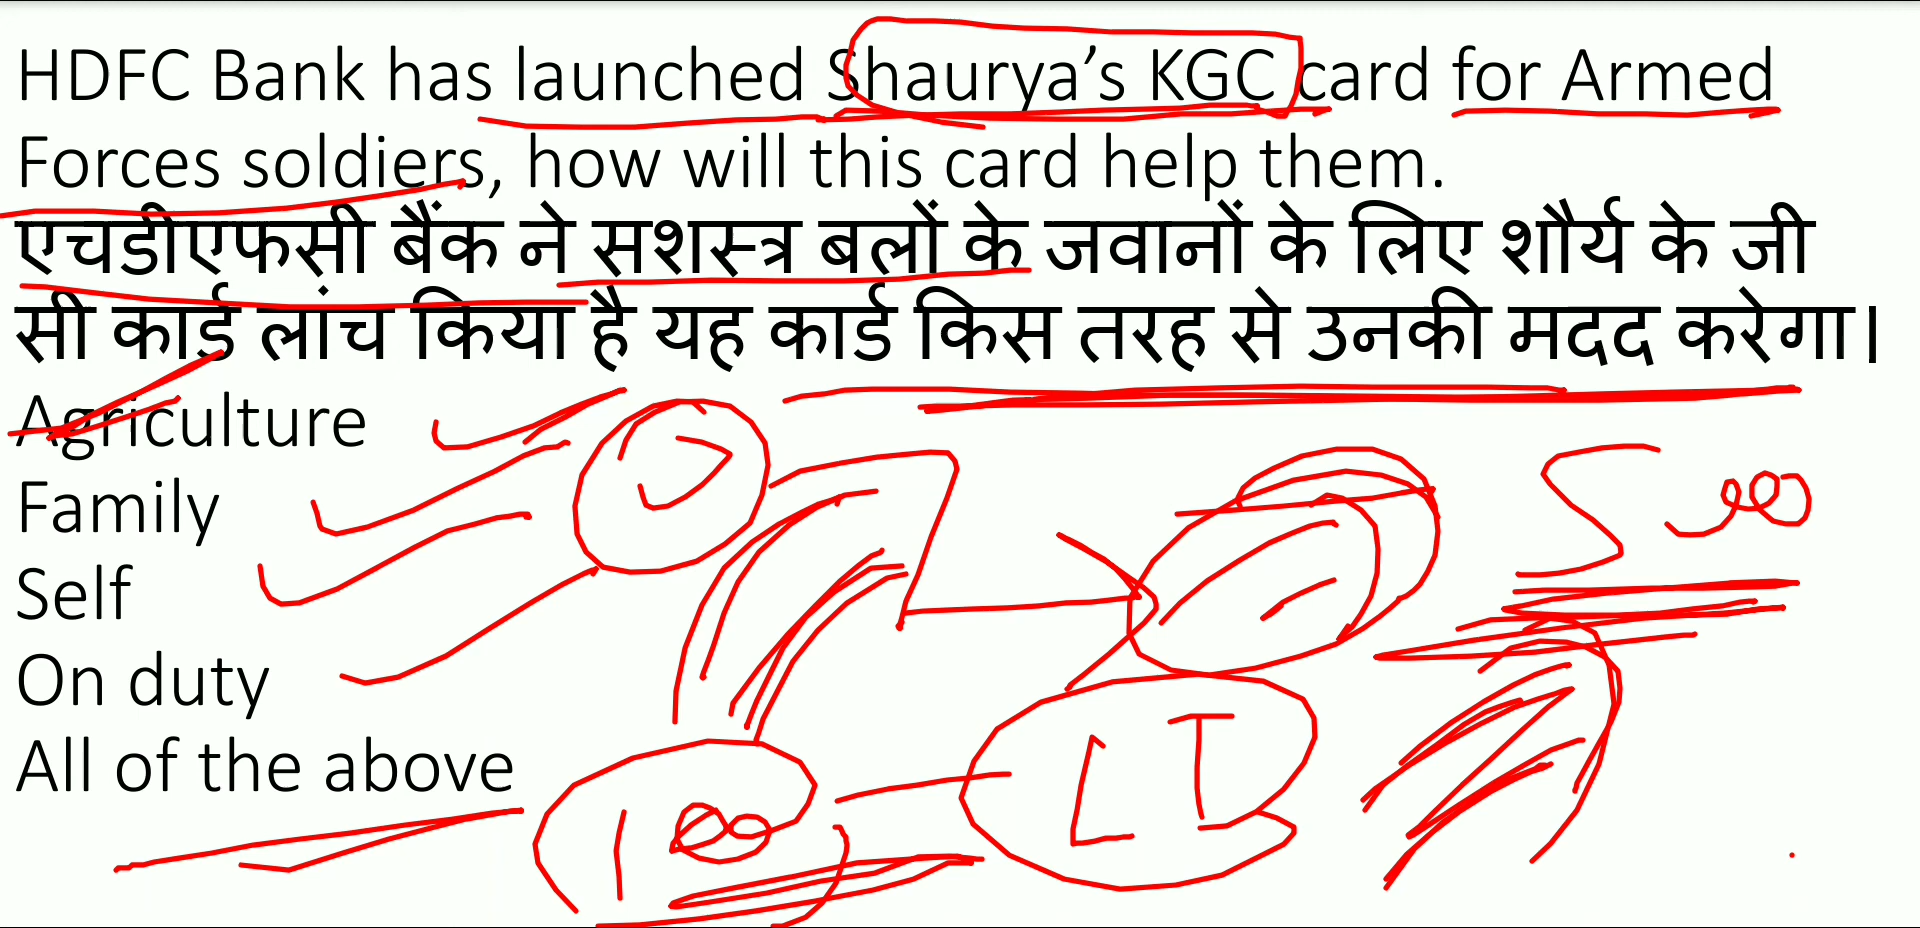 HDFC Bank has launched Shaurya’s KGC card for Armed
Forces soldiers, how will this card help them.
एचडीएफसी बैंक ने सशस्त्र बलों के जवानों के लिए शौर्य के जी
सी कार्ड लांच किया है यह कार्ड किस तरह से उनकी मदद करेगा।
Agriculture
Family
Self
On duty
All of the above